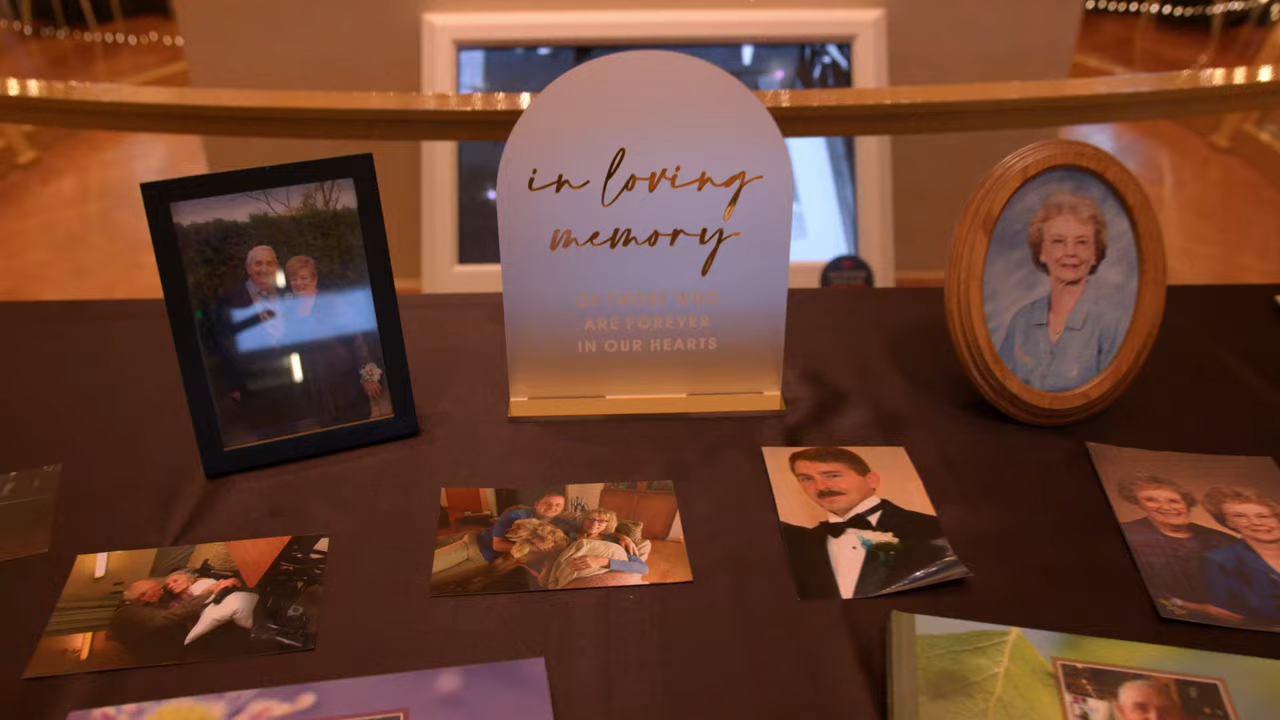 in loving
memory
OF THOSE WHO
ARE FOREVER
IN OUR HEARTS